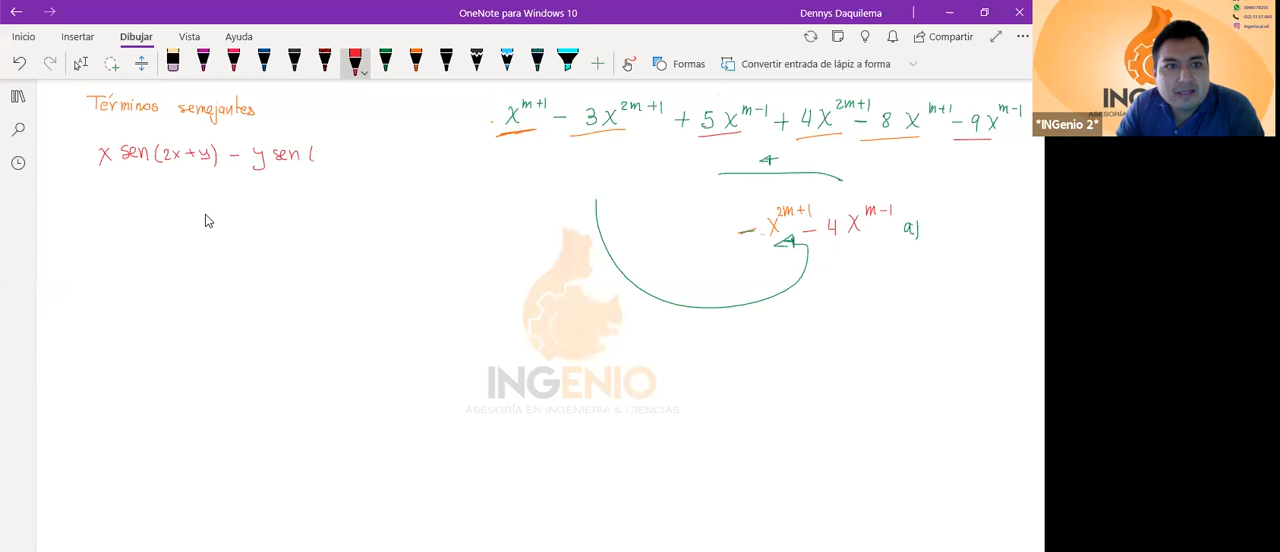 OneNote para Windows 10
Dennys Daquilema
Inicio Insertar Dibujar Vista Ayuda
Compartir
Formas Convertir entrada de lápiz a forma
Términos semejantes
x sen(2x+y) – y sen(
x^{m+1} – 3x^{2m+1} + 5x^{m-1} + 4x^{2m+1} – 8x^{m+1} – 9x^{m-1}
– x^{2m+1} – 4x^{m-1} a)
INGENIO
ASESORÍA EN INGENIERÍA & CIENCIAS
INGENIO
*INGenio 2*